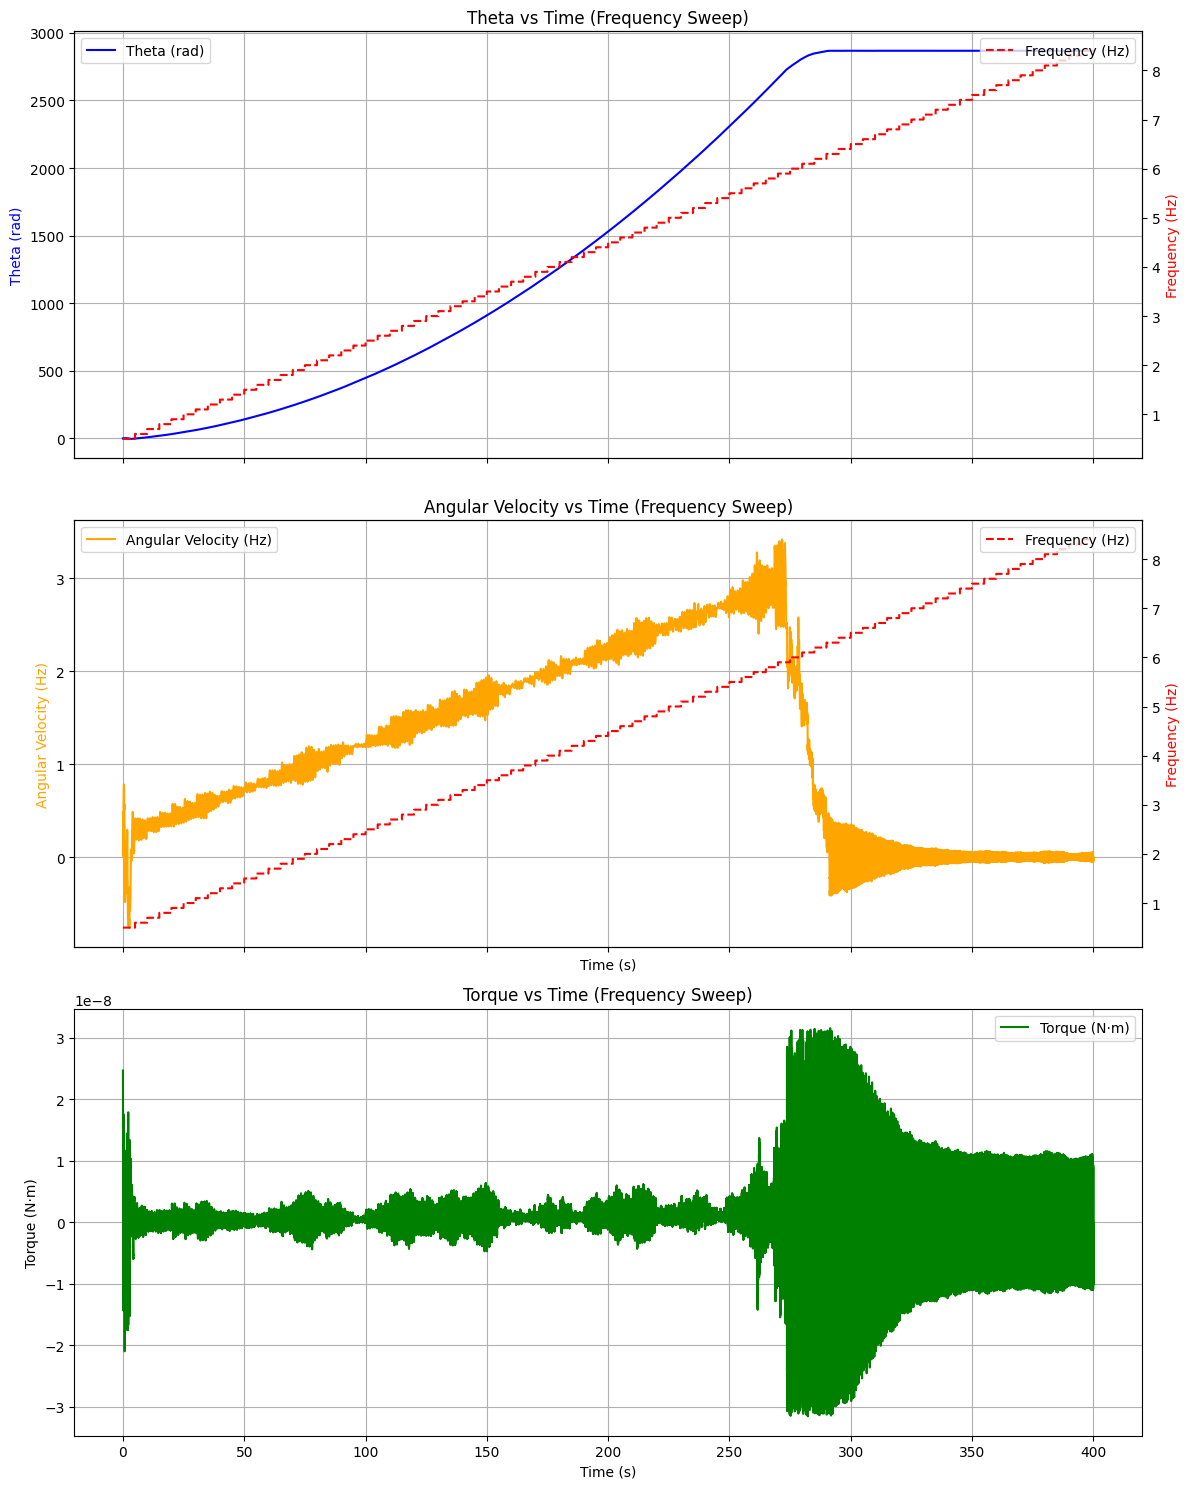 Theta vs Time (Frequency Sweep)
Theta (rad)
Frequency (Hz)
3000
2500
2000
1500
1000
500
0
Theta (rad)
8
7
6
5
4
3
2
1
Frequency (Hz)
Angular Velocity vs Time (Frequency Sweep)
Angular Velocity (Hz)
Frequency (Hz)
3
2
1
0
Angular Velocity (Hz)
8
7
6
5
4
3
2
1
Frequency (Hz)
Time (s)
Torque vs Time (Frequency Sweep)
1e−8
Torque (N·m)
3
2
1
0
−1
−2
−3
Torque (N·m)
0 50 100 150 200 250 300 350 400
Time (s)